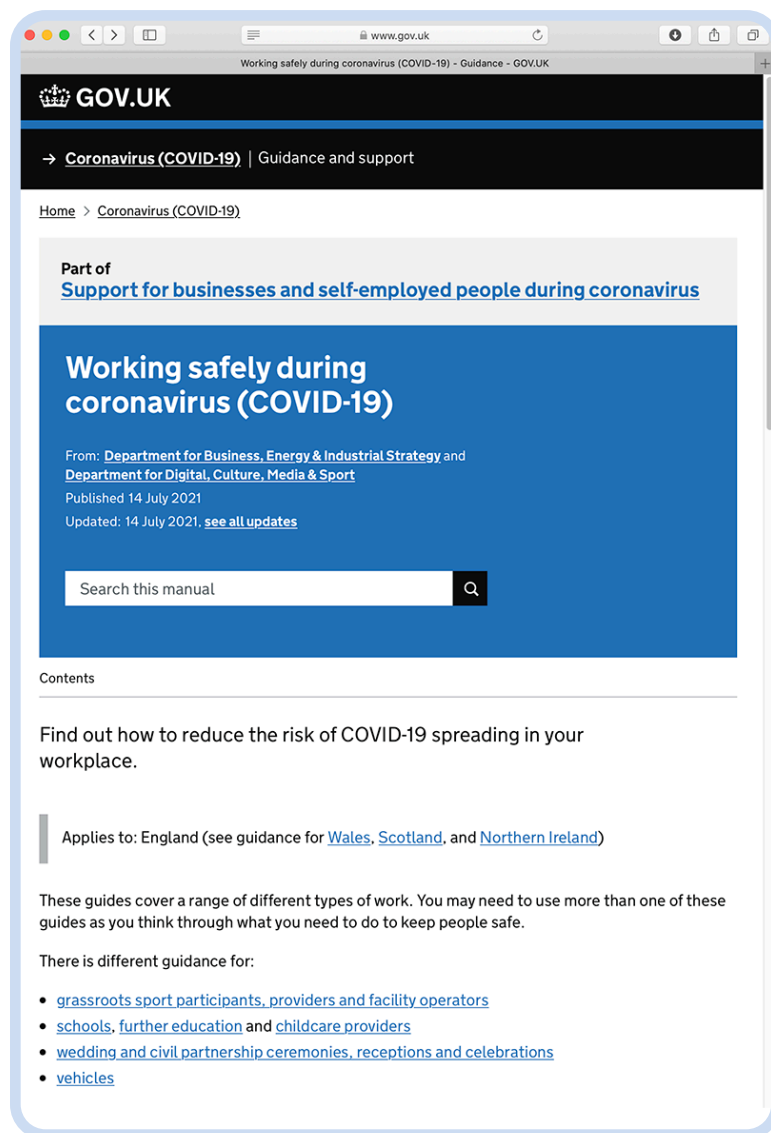 www.gov.uk
Working safely during coronavirus (COVID-19) - Guidance - GOV.UK
GOV.UK
→ Coronavirus (COVID-19) | Guidance and support
Home > Coronavirus (COVID-19)
Part of
Support for businesses and self-employed people during coronavirus
Working safely during
coronavirus (COVID-19)
From: Department for Business, Energy & Industrial Strategy and
Department for Digital, Culture, Media & Sport
Published 14 July 2021
Updated: 14 July 2021, see all updates
Search this manual
Contents
Find out how to reduce the risk of COVID-19 spreading in your
workplace.
Applies to: England (see guidance for Wales, Scotland, and Northern Ireland)
These guides cover a range of different types of work. You may need to use more than one of these
guides as you think through what you need to do to keep people safe.
There is different guidance for:
• grassroots sport participants, providers and facility operators
• schools, further education and childcare providers
• wedding and civil partnership ceremonies, receptions and celebrations
• vehicles